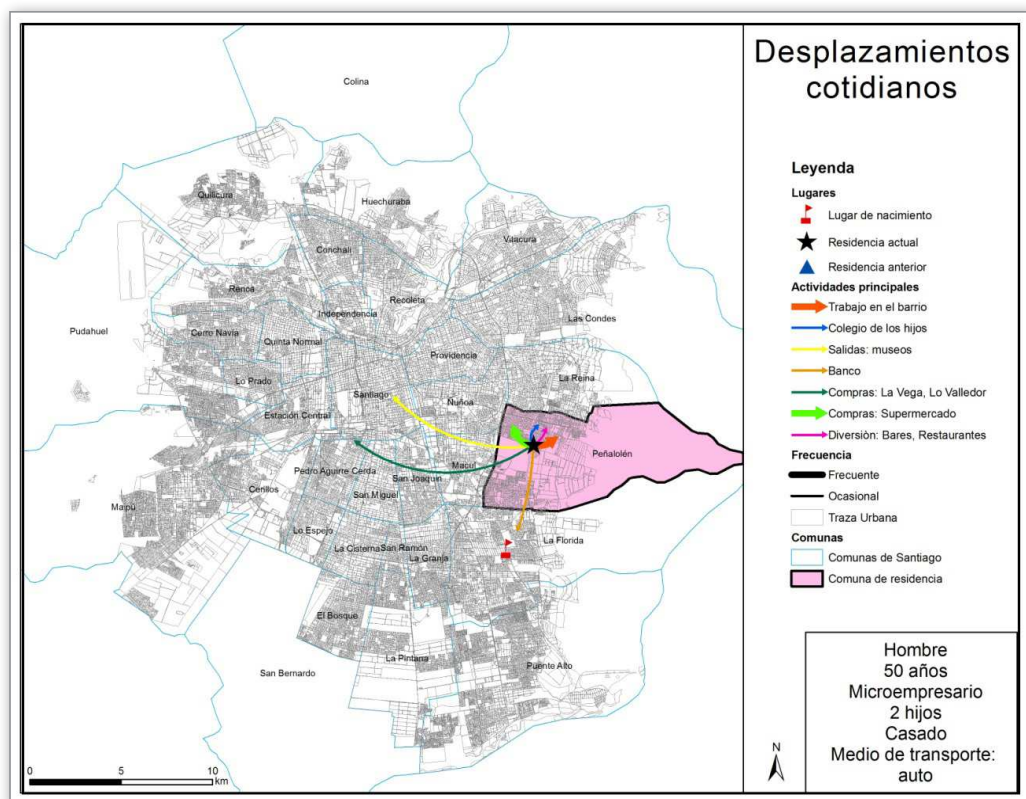 Desplazamientos
cotidianos
Leyenda
Lugares
Lugar de nacimiento
Residencia actual
Residencia anterior
Actividades principales
Trabajo en el barrio
Colegio de los hijos
Salidas: museos
Banco
Compras: La Vega, Lo Valledor
Compras: Supermercado
Diversiòn: Bares, Restaurantes
Frecuencia
Frecuente
Ocasional
Traza Urbana
Comunas
Comunas de Santiago
Comuna de residencia
Hombre
50 años
Microempresario
2 hijos
Casado
Medio de transporte:
auto
N
Colina
Quilicura
Huechuraba
Vitacura
Conchalí
Renca
Recoleta
Independencia
Las Condes
Pudahuel
Cerro Navia
Quinta Normal
Providencia
La Reina
Lo Prado
Santiago
Ñuñoa
Estación Central
Peñalolén
Macul
Pedro Aguirre Cerda
San Joaquin
Cerrillos
San Miguel
Maipú
Lo Espejo
La Florida
La Cisterna
San Ramón
La Granja
El Bosque
La Pintana
Puente Alto
San Bernardo
0 5 10
km